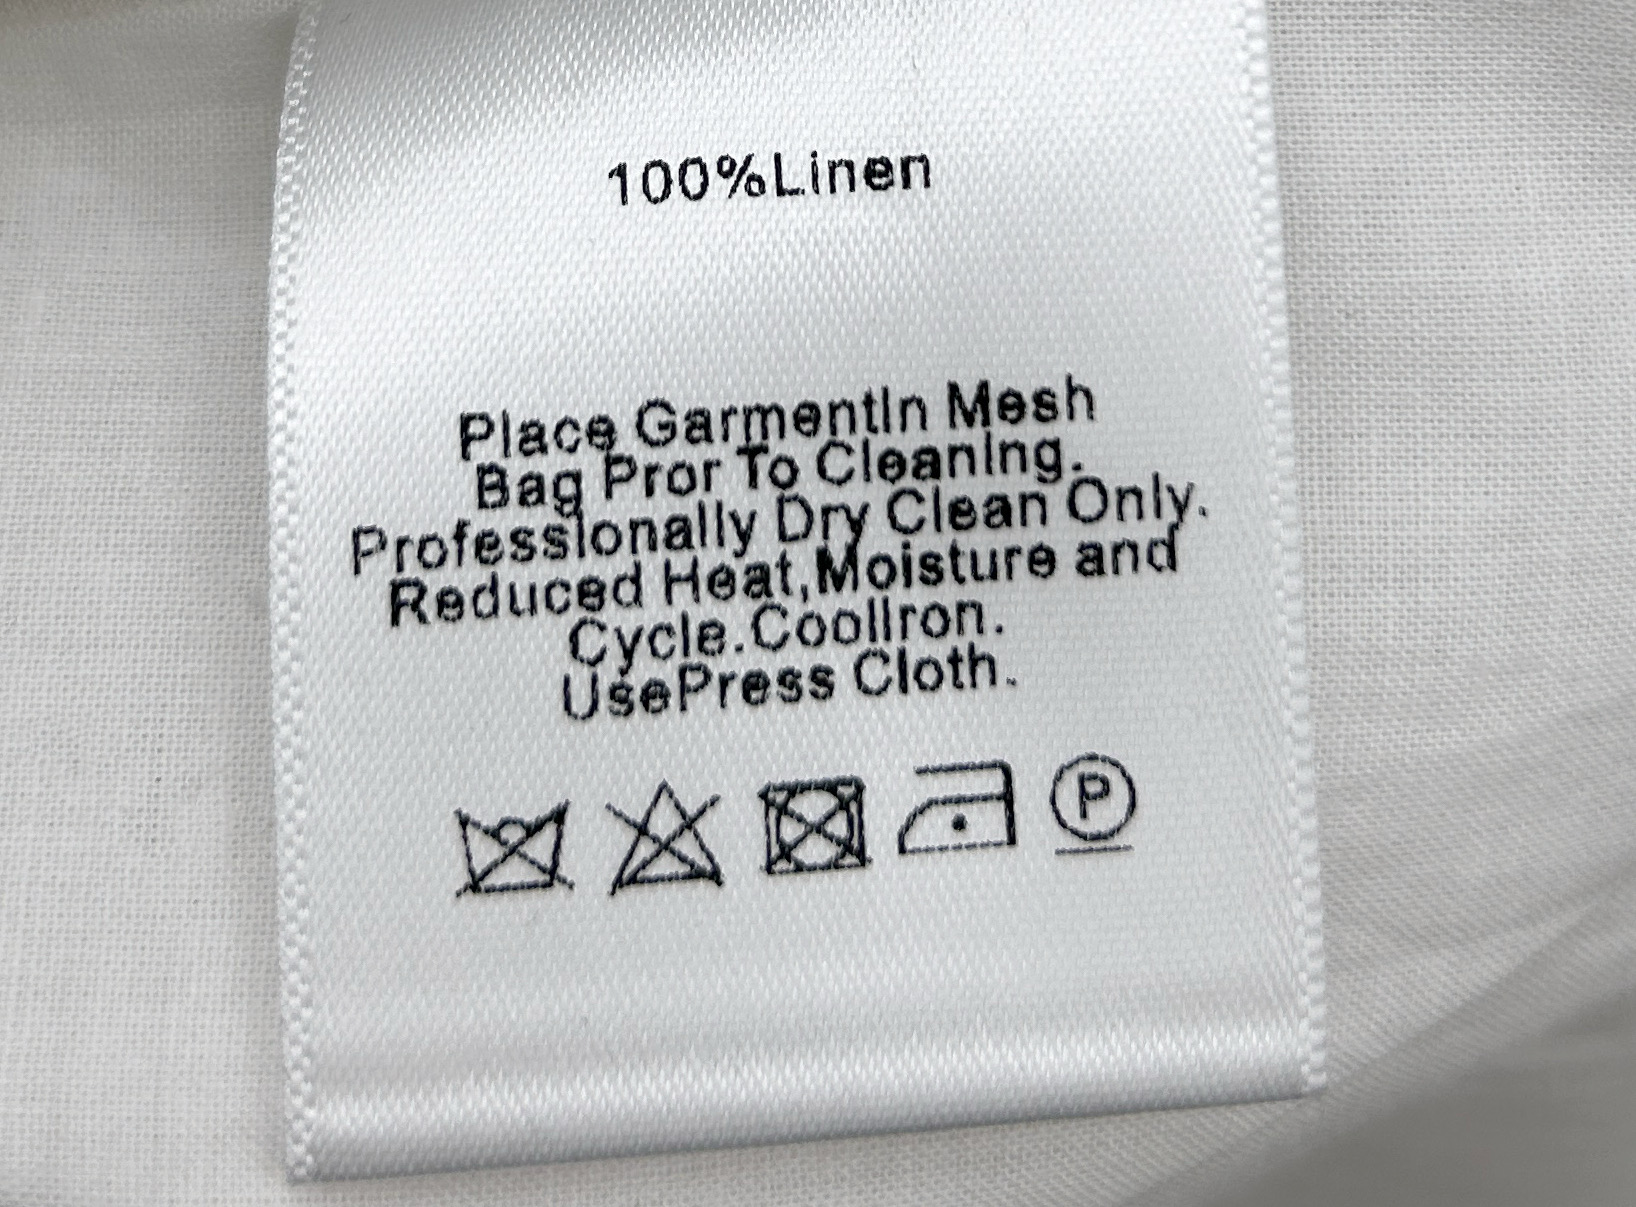 100%Linen
Place GarmentIn Mesh
Bag Pror To Cleaning.
Professionally Dry Clean Only.
Reduced Heat,Moisture and
Cycle.CoolIron.
UsePress Cloth.
P